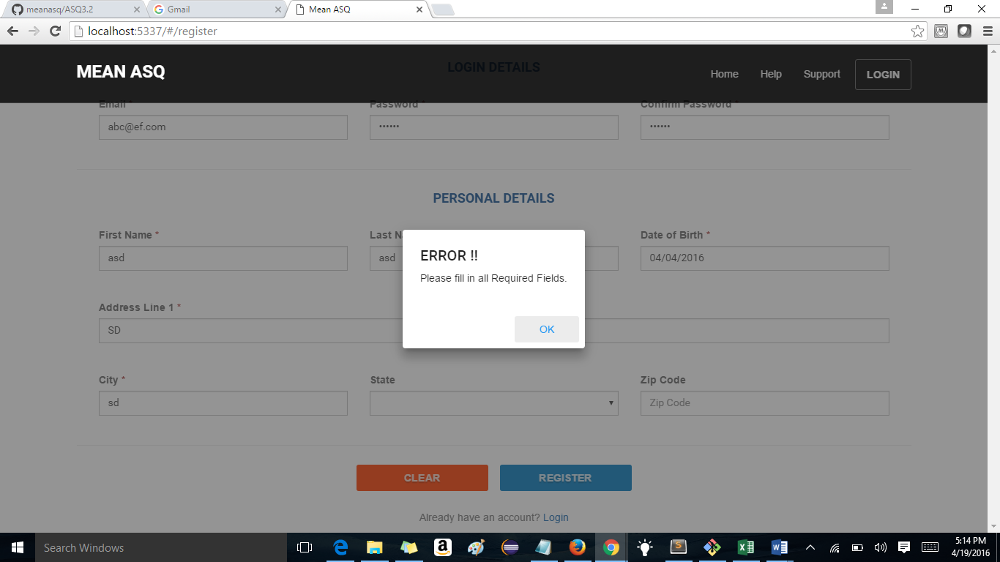 meanasq/ASQ3.2
Gmail
Mean ASQ
localhost:5337/#/register
MEAN ASQ
LOGIN DETAILS
Home
Help
Support
LOGIN
Email *
Password *
Confirm Password *
abc@ef.com
••••••
••••••
PERSONAL DETAILS
First Name *
Last N
Date of Birth *
asd
asd
04/04/2016
ERROR !!
Please fill in all Required Fields.
OK
Address Line 1 *
SD
City *
State
Zip Code
sd
Zip Code
CLEAR
REGISTER
Already have an account? Login
Search Windows
5:14 PM
4/19/2016